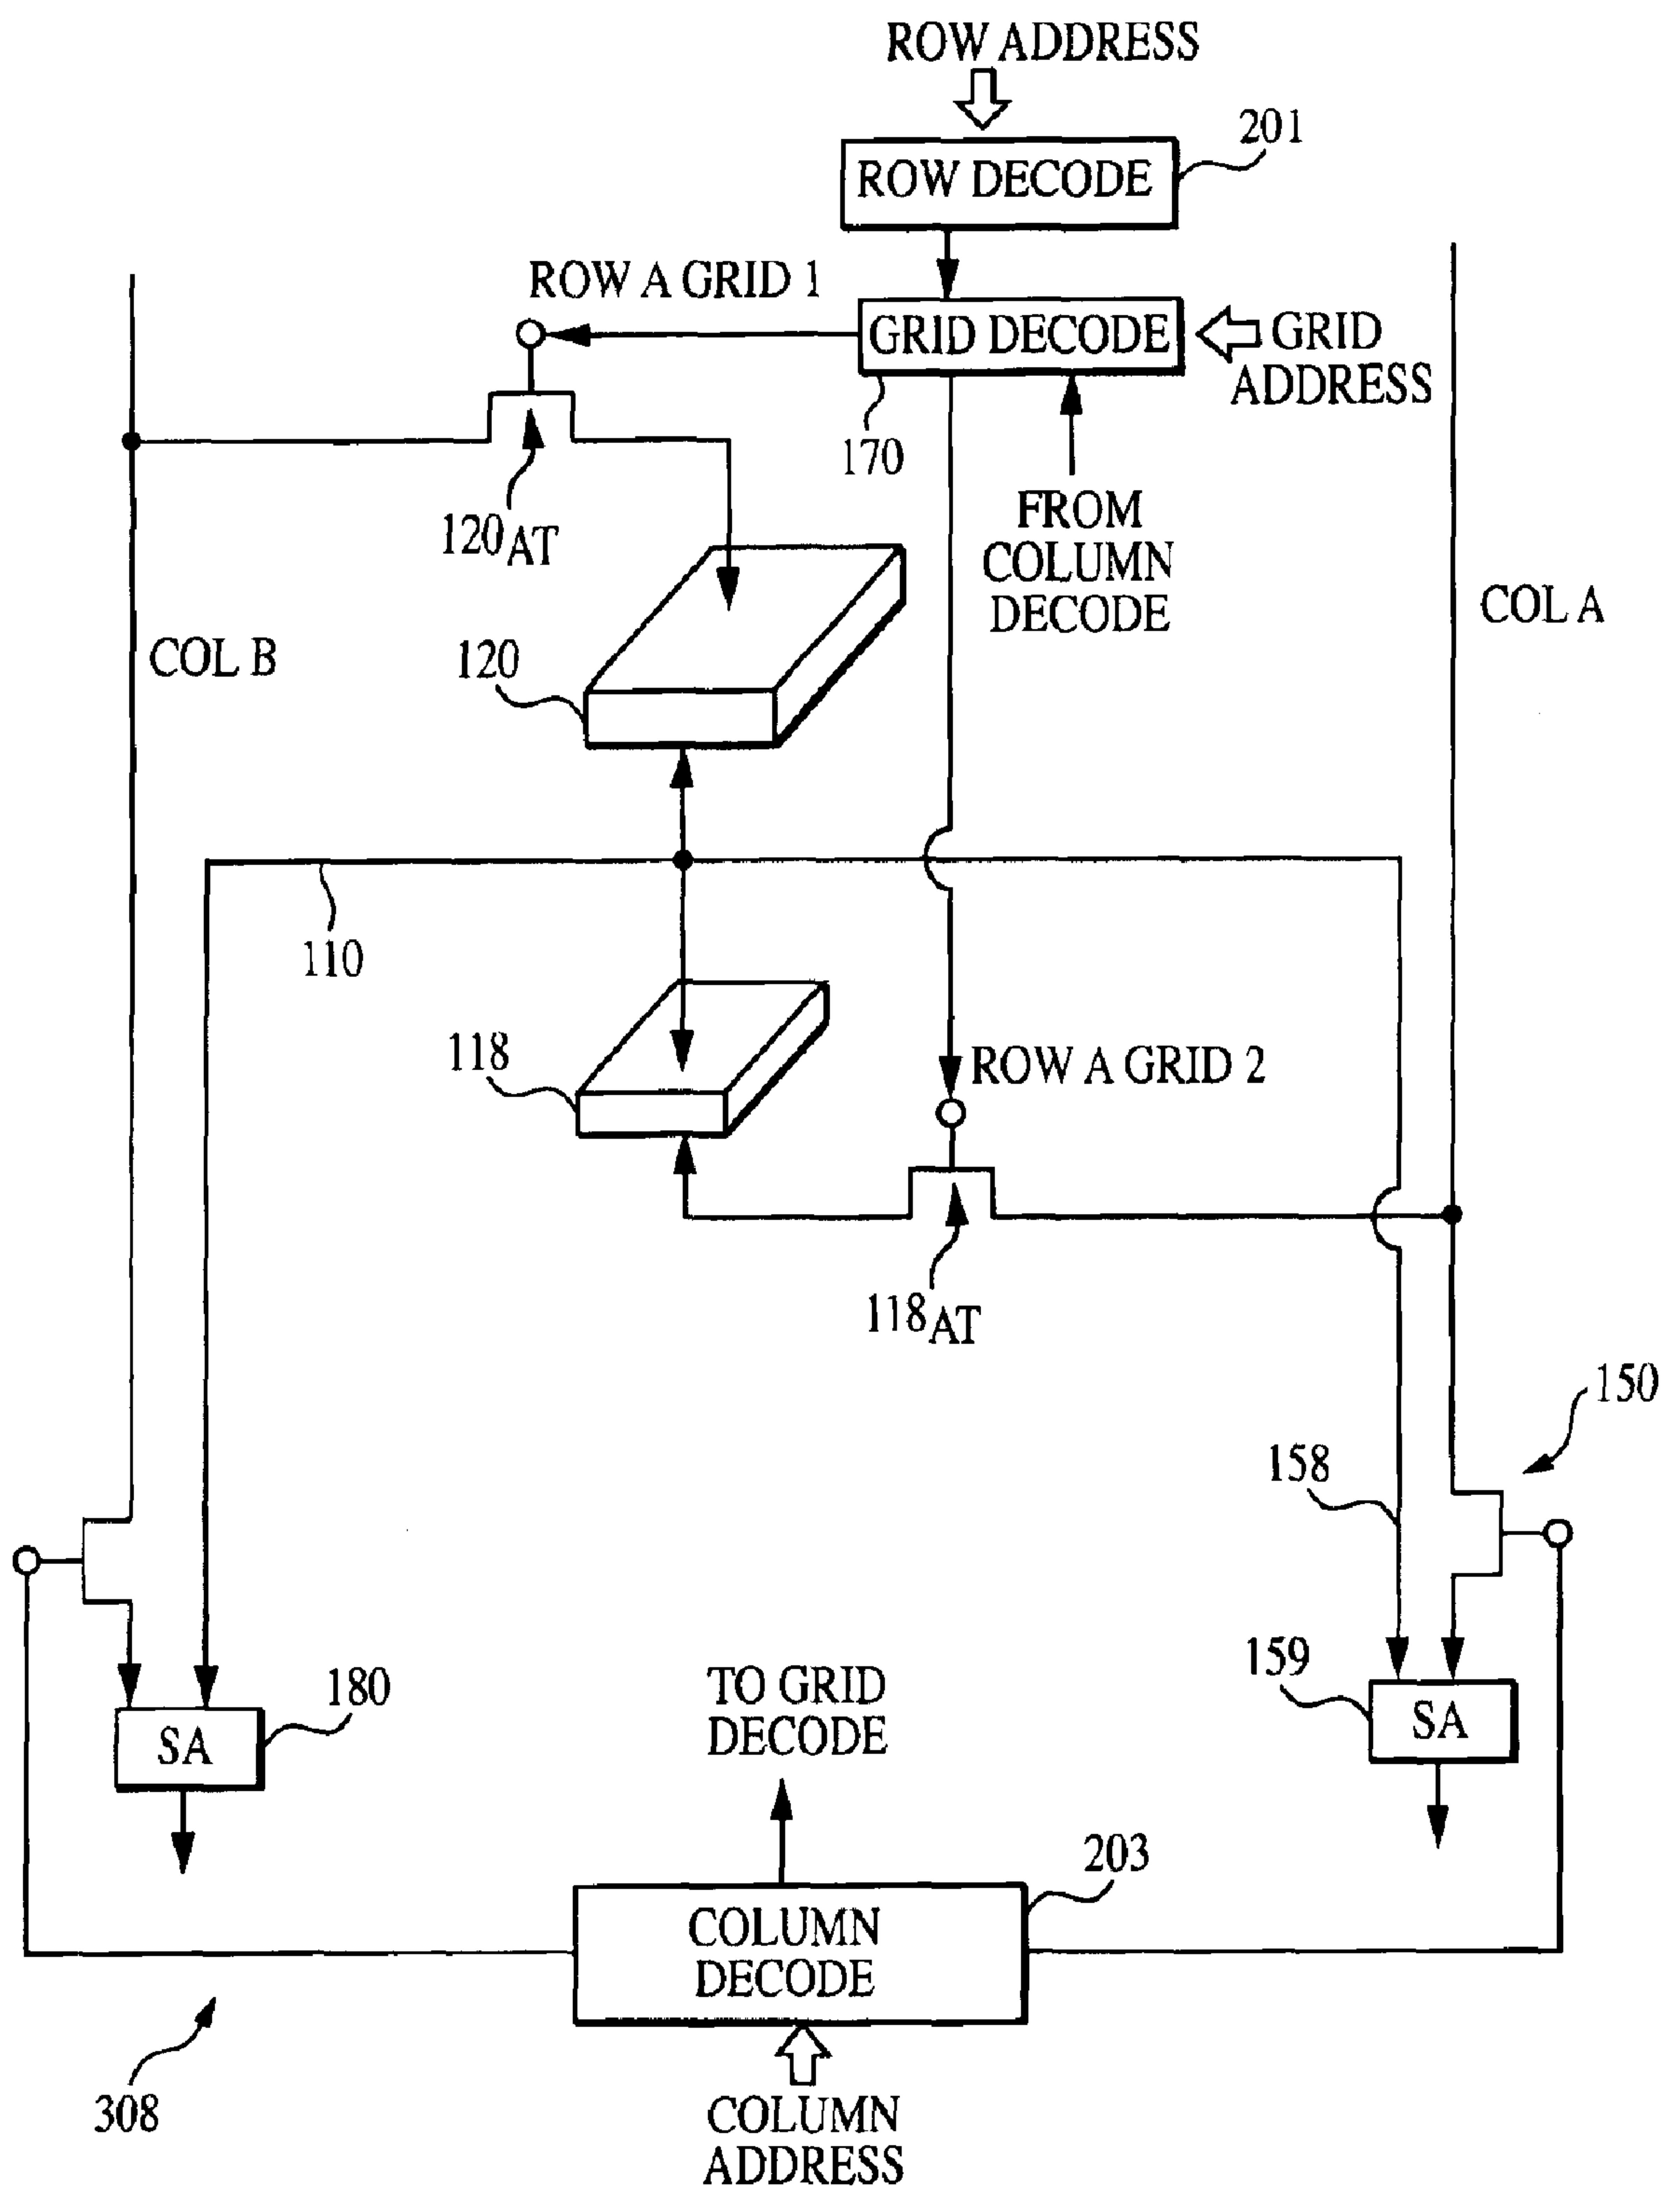 ROW ADDRESS
201
ROW DECODE
ROW A GRID 1
GRID DECODE
GRID
ADDRESS
170
120AT
FROM
COLUMN
DECODE
COL A
COL B
120
110
118
ROW A GRID 2
118AT
150
158
159
180
TO GRID
DECODE
SA
SA
203
COLUMN
DECODE
308
COLUMN
ADDRESS